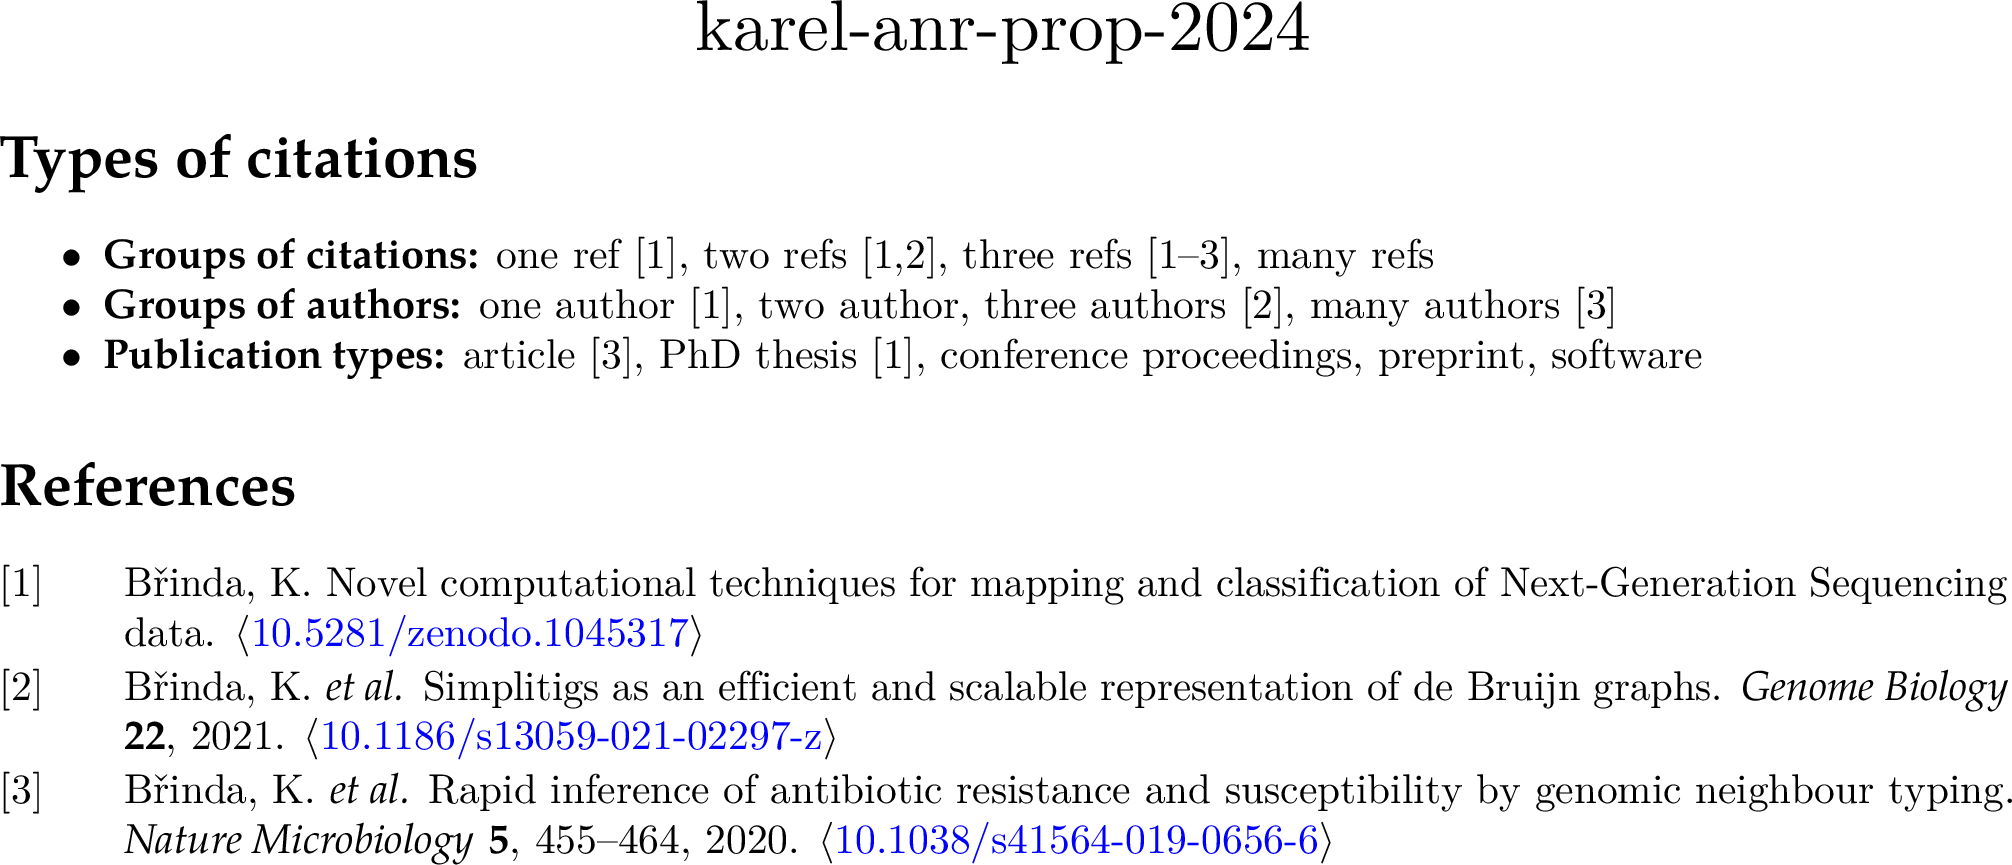 karel-anr-prop-2024
Types of citations
• Groups of citations: one ref [1], two refs [1,2], three refs [1–3], many refs
• Groups of authors: one author [1], two author, three authors [2], many authors [3]
• Publication types: article [3], PhD thesis [1], conference proceedings, preprint, software
References
[1] Břinda, K. Novel computational techniques for mapping and classification of Next-Generation Sequencing
data. ⟨10.5281/zenodo.1045317⟩
[2] Břinda, K. et al. Simplitigs as an efficient and scalable representation of de Bruijn graphs. Genome Biology
22, 2021. ⟨10.1186/s13059-021-02297-z⟩
[3] Břinda, K. et al. Rapid inference of antibiotic resistance and susceptibility by genomic neighbour typing.
Nature Microbiology 5, 455–464, 2020. ⟨10.1038/s41564-019-0656-6⟩